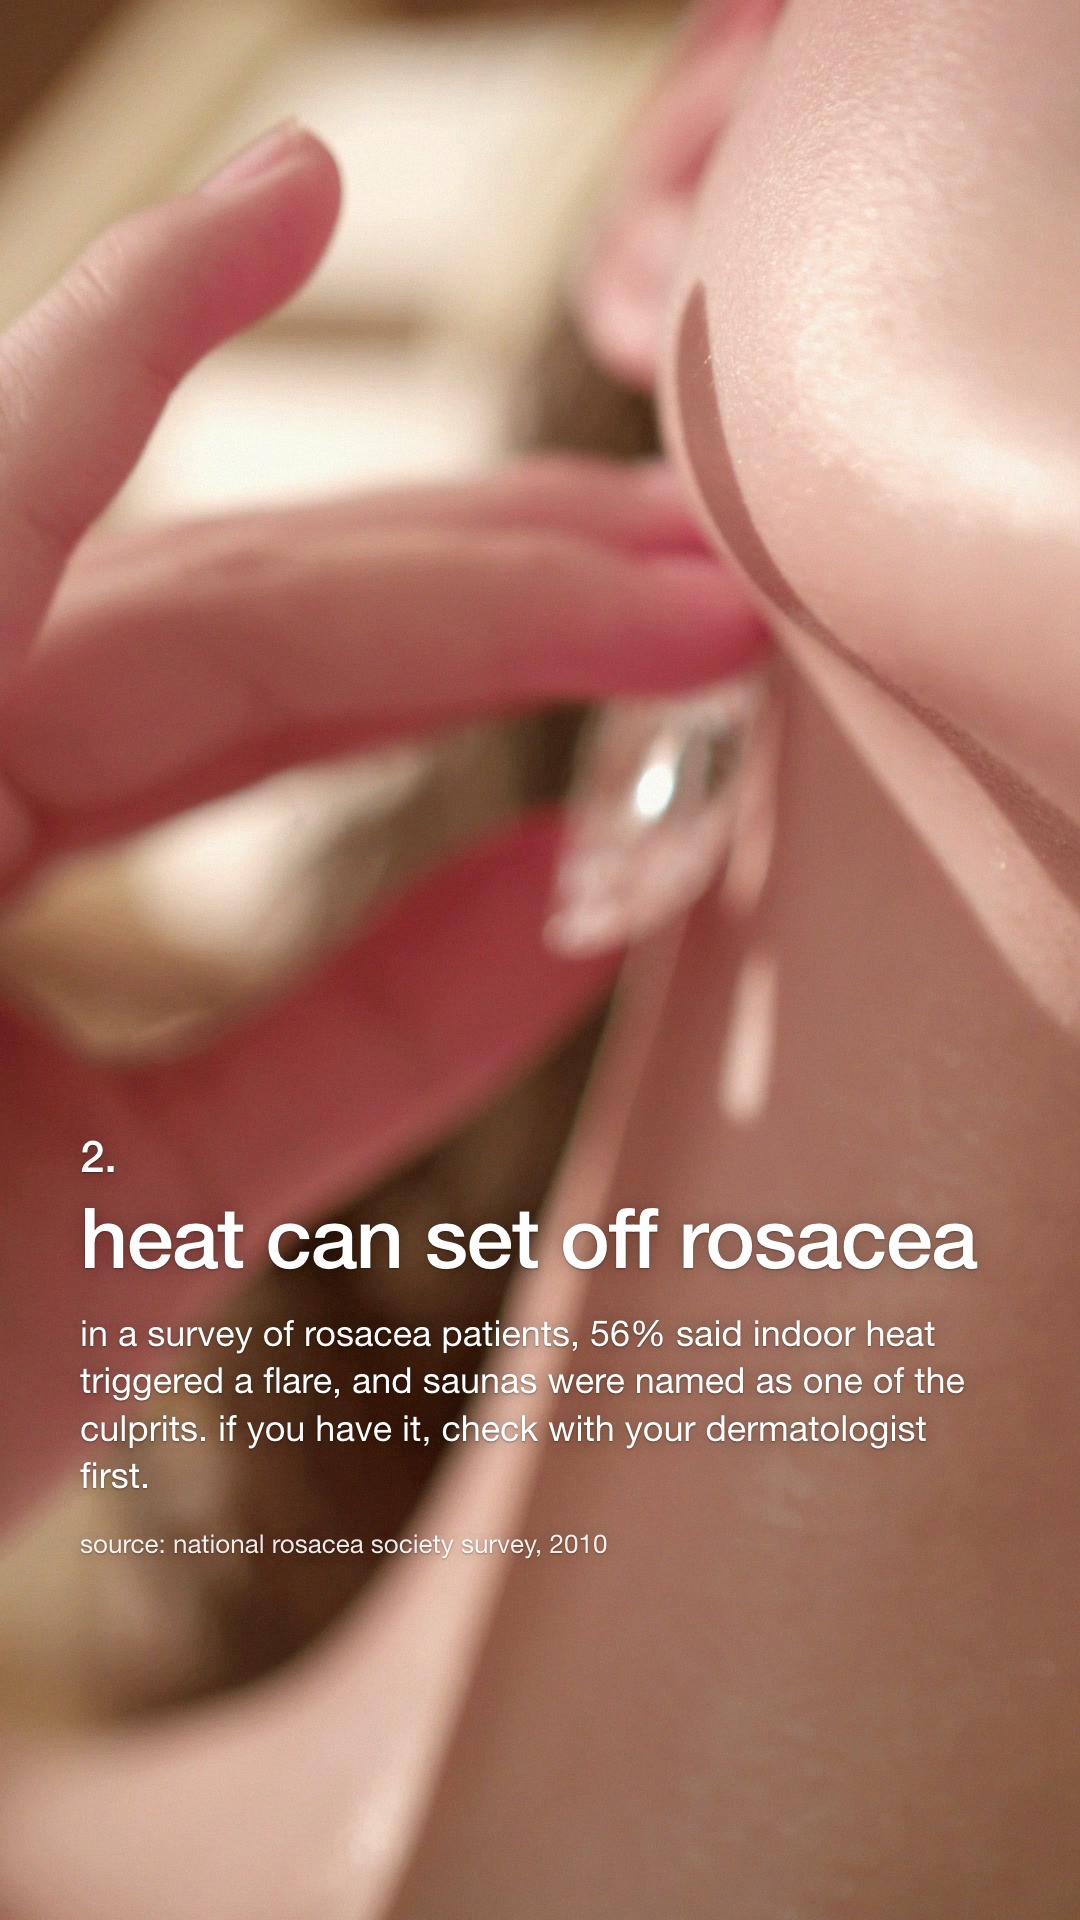 2.
heat can set off rosacea
in a survey of rosacea patients, 56% said indoor heat
triggered a flare, and saunas were named as one of the
culprits. if you have it, check with your dermatologist
first.
source: national rosacea society survey, 2010